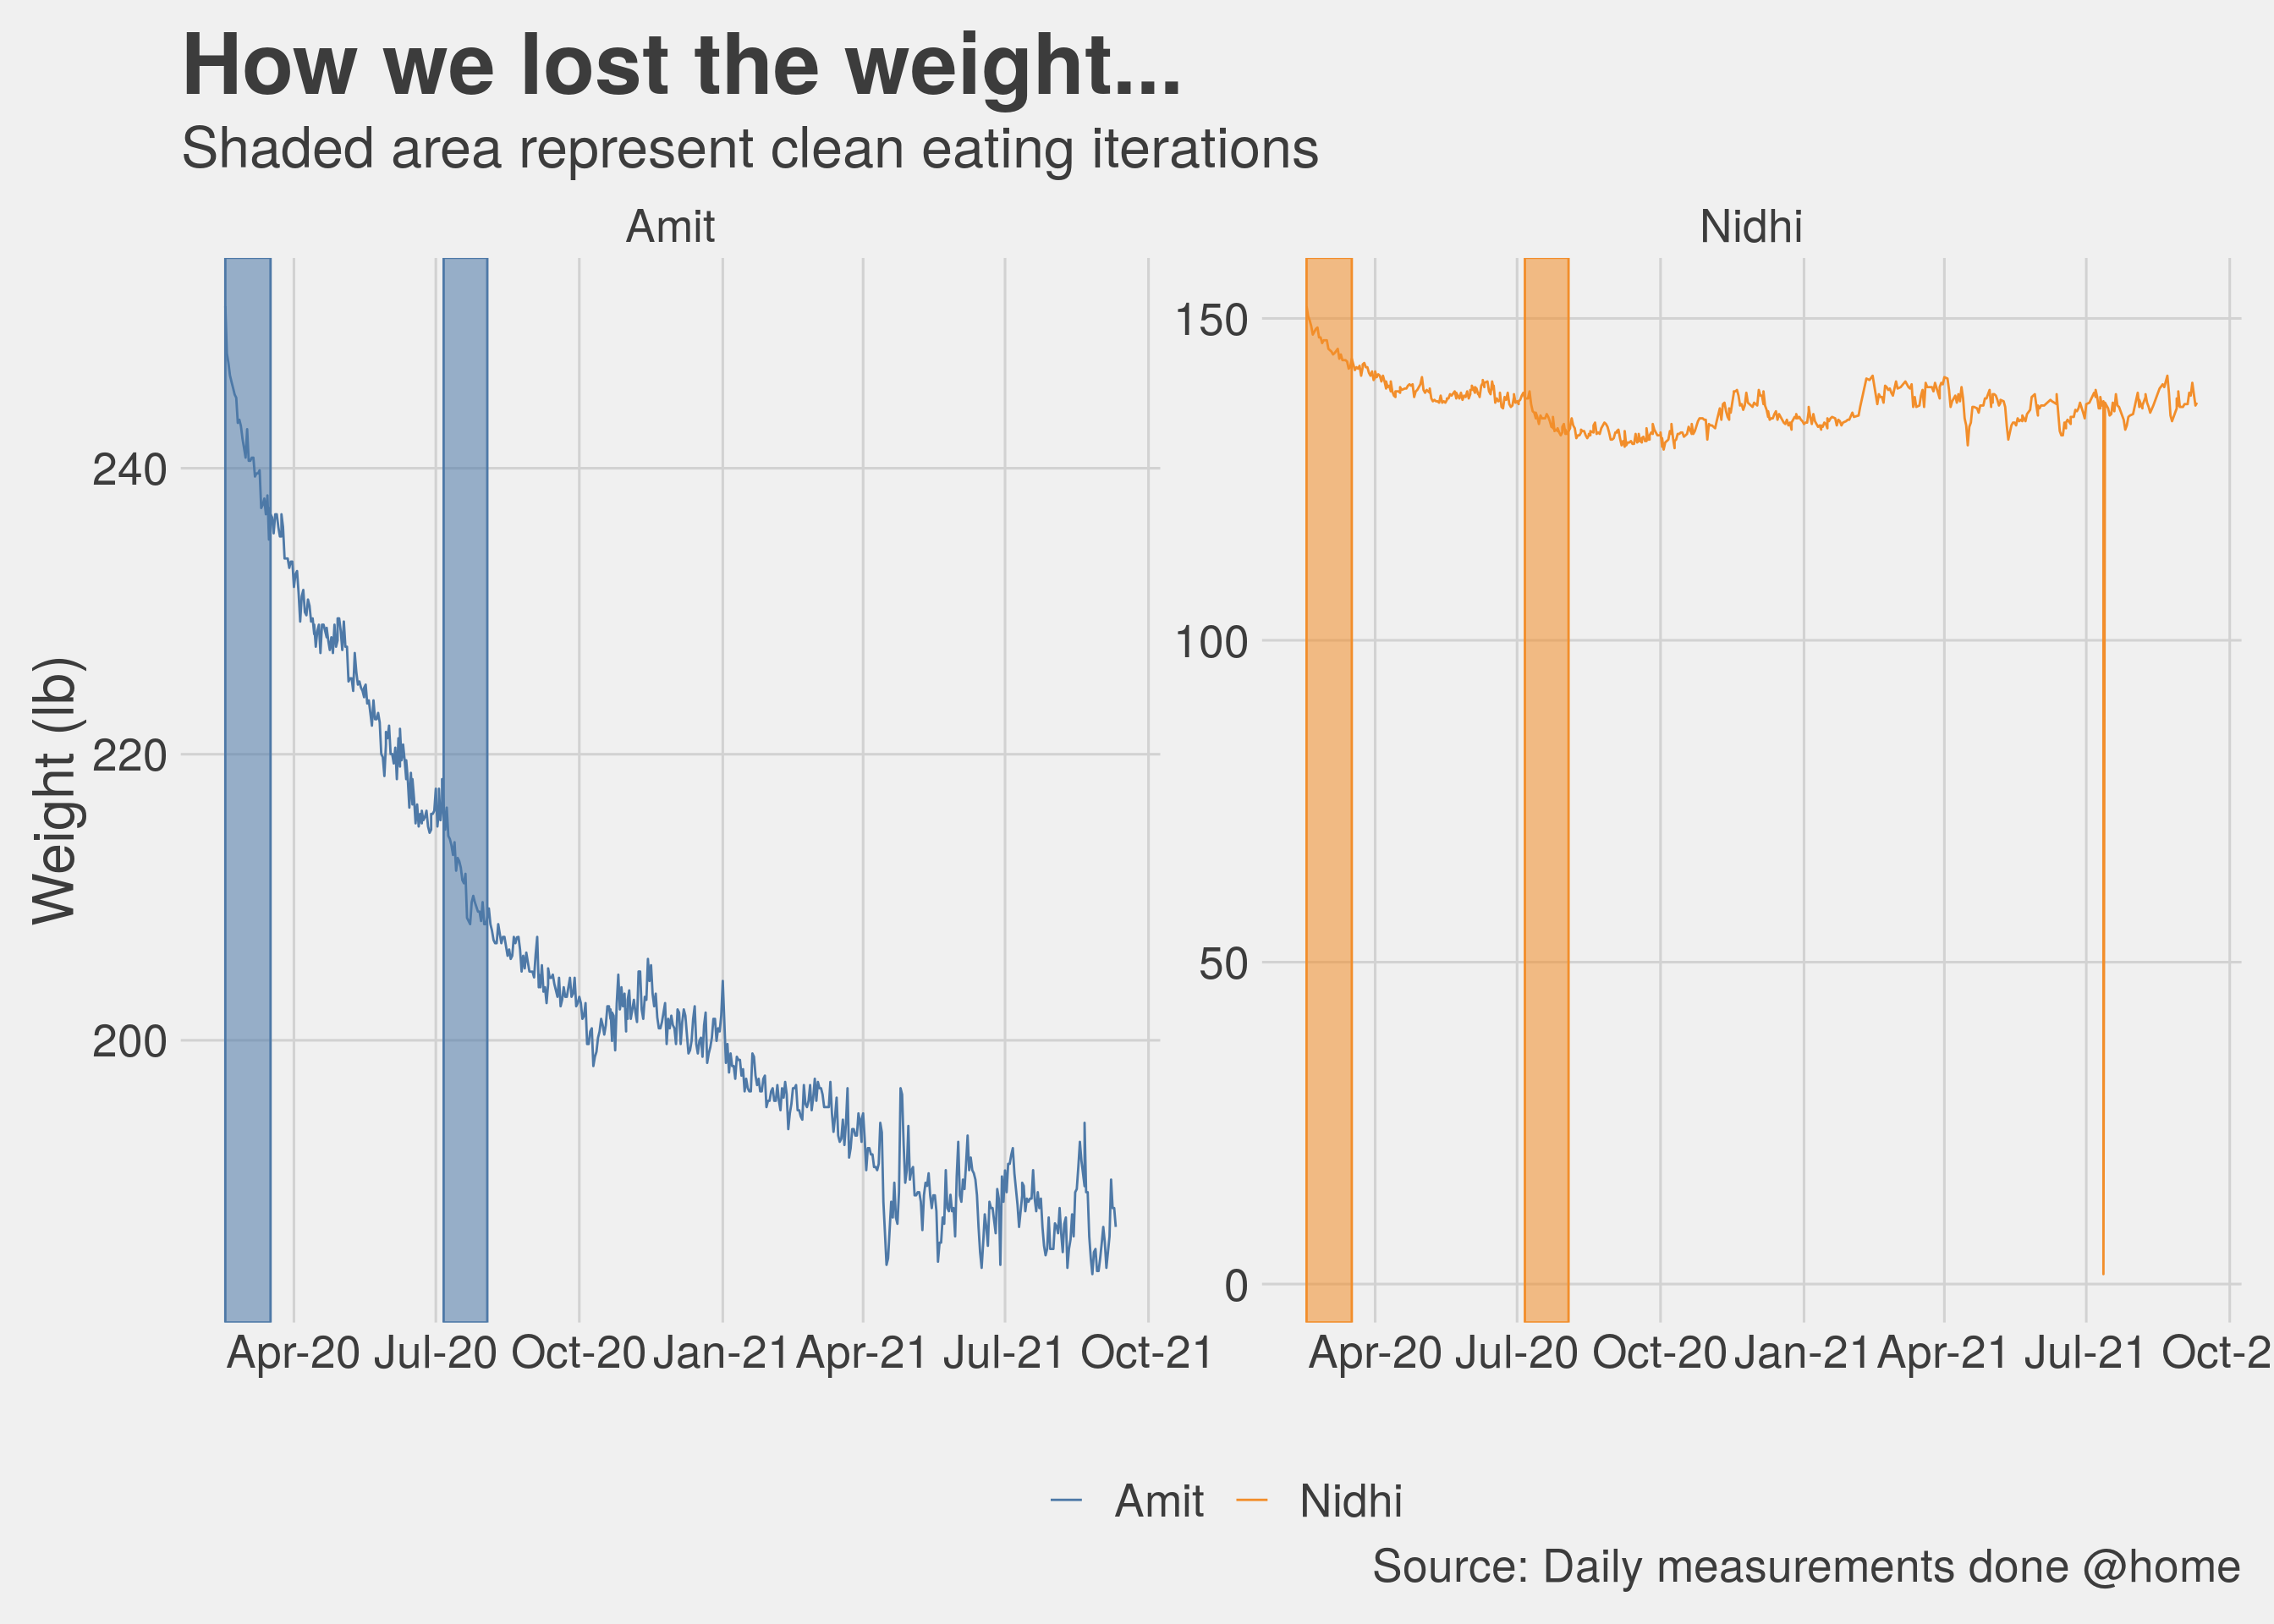 How we lost the weight...
Shaded area represent clean eating iterations
Amit
Nidhi
Weight (lb)
240
220
200
150
100
50
0
Apr-20 Jul-20 Oct-20 Jan-21 Apr-21 Jul-21 Oct-21
Apr-20 Jul-20 Oct-20 Jan-21 Apr-21 Jul-21 Oct-2
Amit Nidhi
Source: Daily measurements done @home